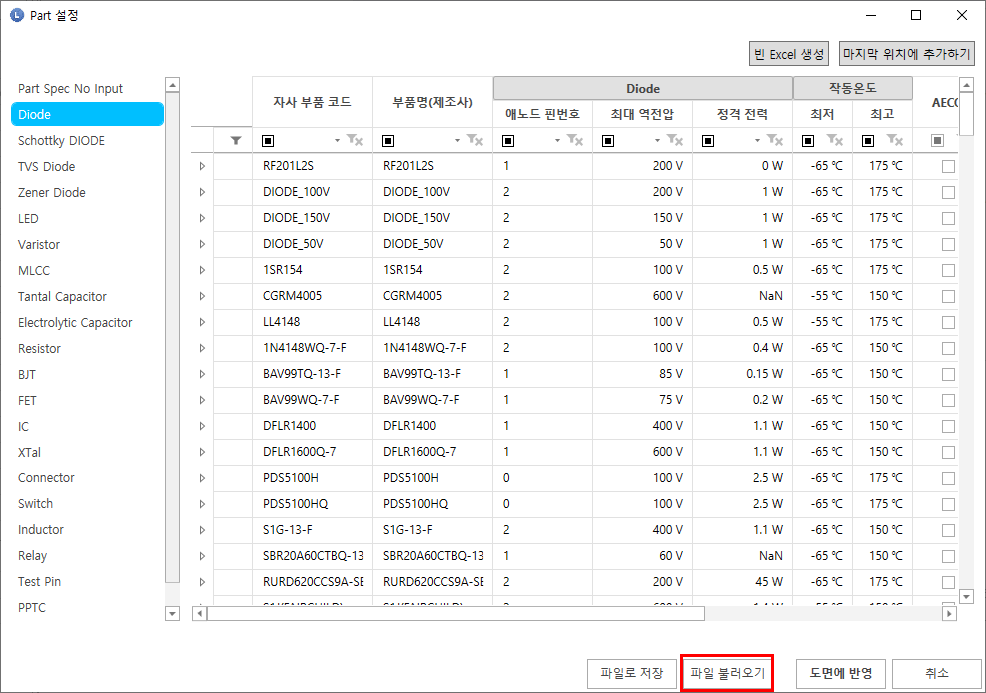 Part 설정
빈 Excel 생성 마지막 위치에 추가하기
Part Spec No Input
Diode
Schottky DIODE
TVS Diode
Zener Diode
LED
Varistor
MLCC
Tantal Capacitor
Electrolytic Capacitor
Resistor
BJT
FET
IC
XTal
Connector
Switch
Inductor
Relay
Test Pin
PPTC
자사 부품 코드 부품명(제조사) Diode 작동온도 AEC
애노드 핀번호 최대 역전압 정격 전력 최저 최고
RF201L2S RF201L2S 1 200 V 0 W -65 ℃ 175 ℃
DIODE_100V DIODE_100V 2 200 V 1 W -65 ℃ 175 ℃
DIODE_150V DIODE_150V 2 150 V 1 W -65 ℃ 175 ℃
DIODE_50V DIODE_50V 2 50 V 1 W -65 ℃ 175 ℃
1SR154 1SR154 2 100 V 0.5 W -65 ℃ 175 ℃
CGRM4005 CGRM4005 2 600 V NaN -55 ℃ 150 ℃
LL4148 LL4148 2 100 V 0.5 W -55 ℃ 175 ℃
1N4148WQ-7-F 1N4148WQ-7-F 2 100 V 0.4 W -65 ℃ 150 ℃
BAV99TQ-13-F BAV99TQ-13-F 1 85 V 0.15 W -65 ℃ 150 ℃
BAV99WQ-7-F BAV99WQ-7-F 1 75 V 0.2 W -65 ℃ 150 ℃
DFLR1400 DFLR1400 1 400 V 1.1 W -65 ℃ 150 ℃
DFLR1600Q-7 DFLR1600Q-7 1 600 V 1.1 W -65 ℃ 150 ℃
PDS5100H PDS5100H 0 100 V 2.5 W -65 ℃ 175 ℃
PDS5100HQ PDS5100HQ 0 100 V 2.5 W -65 ℃ 175 ℃
S1G-13-F S1G-13-F 2 400 V 1.1 W -65 ℃ 150 ℃
SBR20A60CTBQ-13 SBR20A60CTBQ-13 1 60 V NaN -65 ℃ 150 ℃
RURD620CCS9A-SE RURD620CCS9A-SE 2 200 V 45 W -65 ℃ 175 ℃
파일로 저장 파일 불러오기 도면에 반영 취소